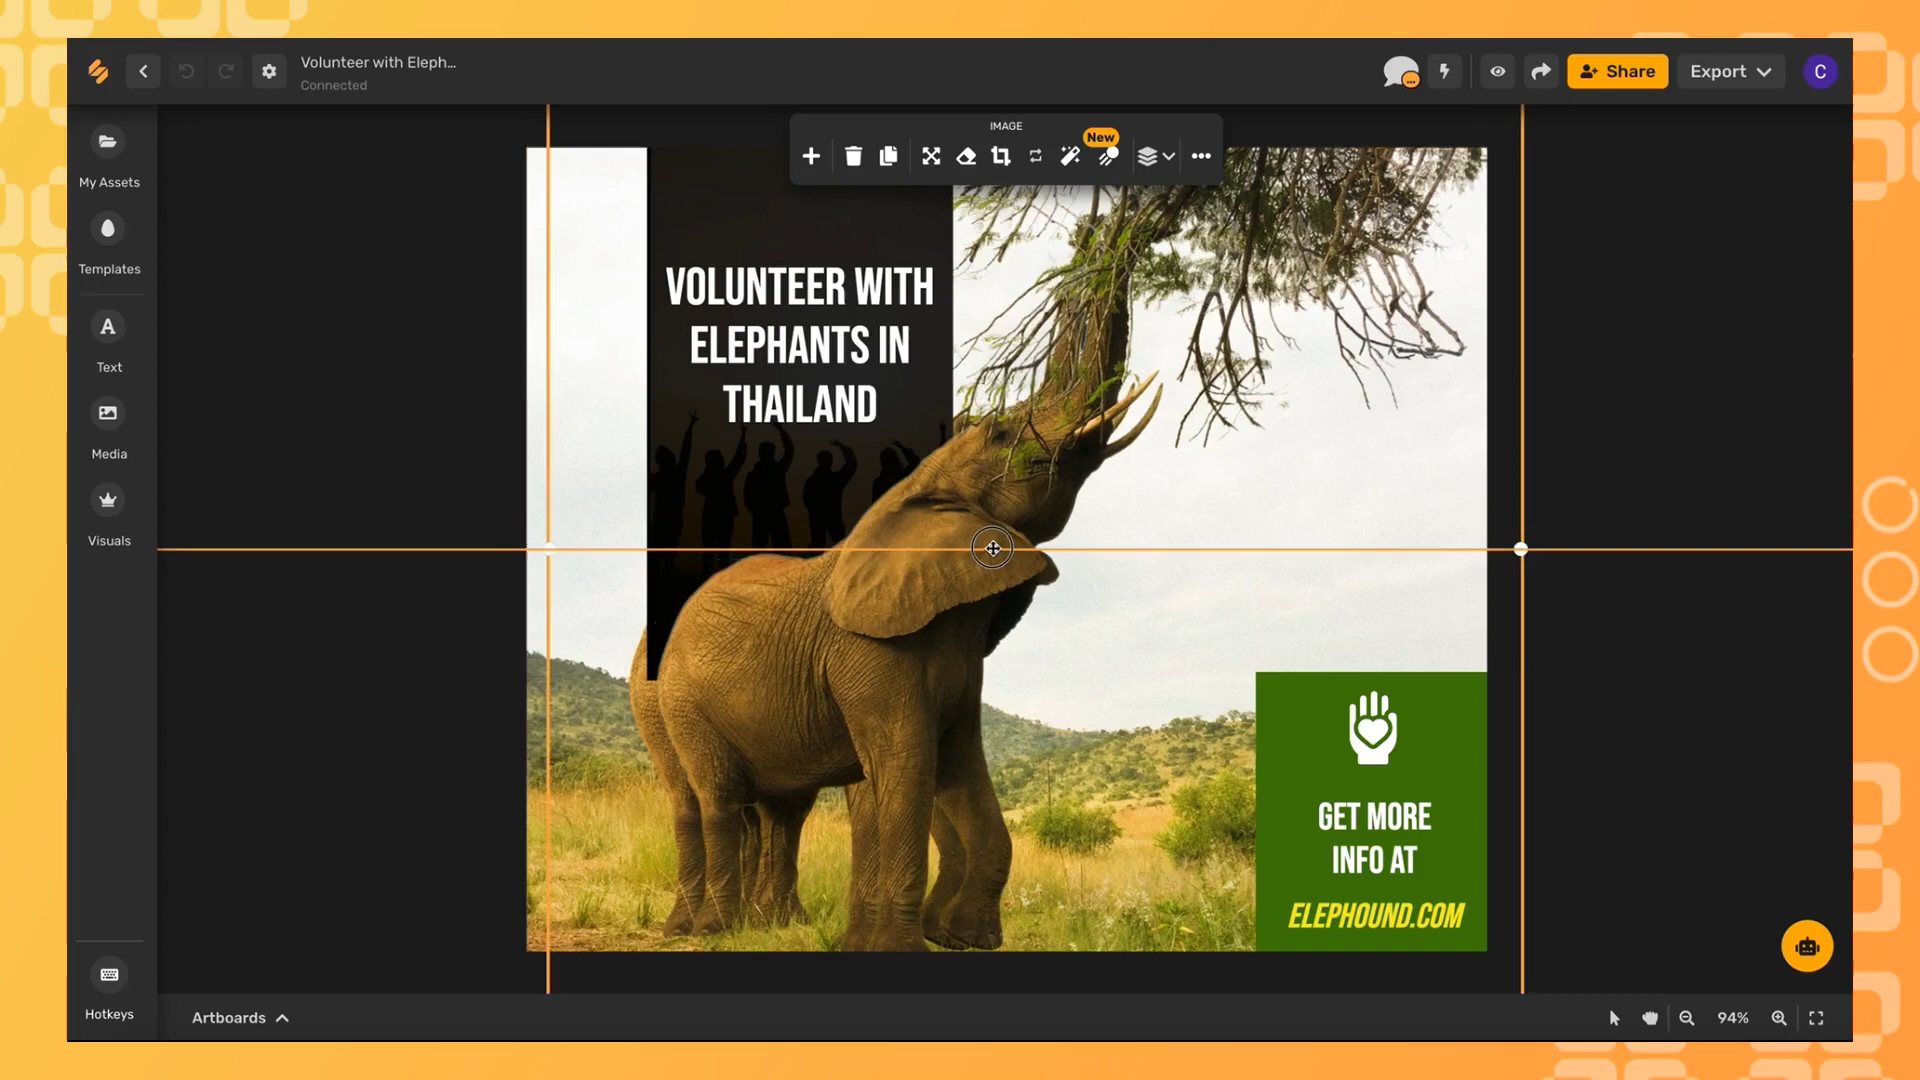 Volunteer with Eleph...
Connected
Share
Export
C
IMAGE
New
My Assets
Templates
Text
Media
Visuals
Hotkeys
VOLUNTEER WITH
ELEPHANTS IN
THAILAND
GET MORE
INFO AT
ELEPHOUND.COM
Artboards
94%